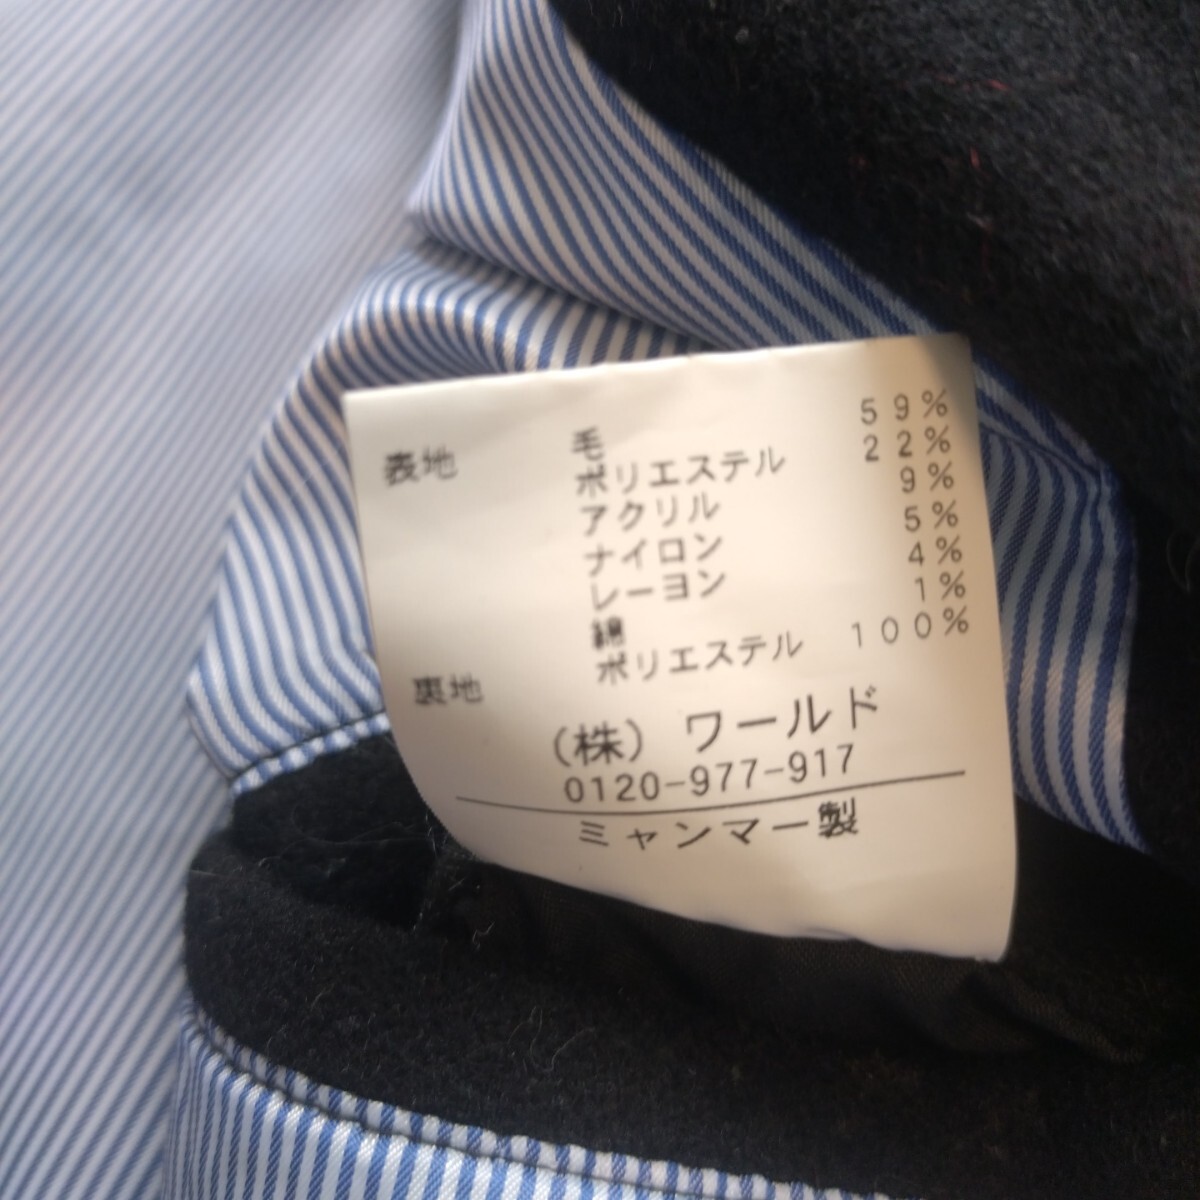 表地 毛 59%
ポリエステル 22%
アクリル 9%
ナイロン 5%
レーヨン 4%
綿 1%
裏地 ポリエステル 100%
(株) ワールド
0120-977-917
ミャンマー製